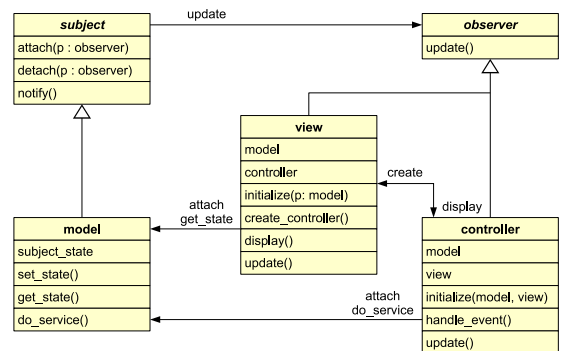 subject
attach(p : observer)
detach(p : observer)
notify()
update
observer
update()
view
model
controller
initialize(p: model)
create_controller()
display()
update()
create
display
attach
get_state
model
subject_state
set_state()
get_state()
do_service()
attach
do_service
controller
model
view
initialize(model, view)
handle_event()
update()